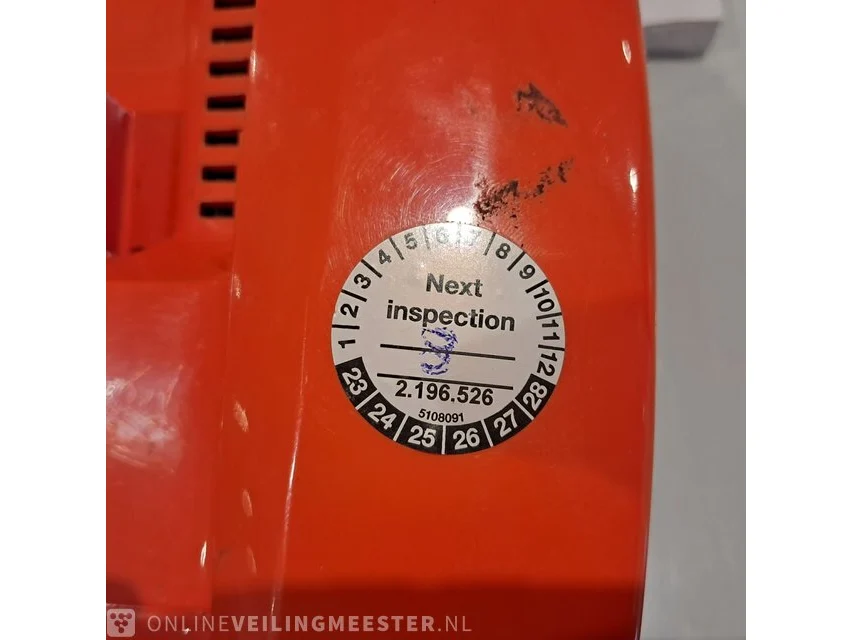 1 2 3 4 5 6 7 8 9 10 11 12
Next
inspection
3
2.196.526
5108091
23 24 25 26 27 28
ONLINEVEILINGMEESTER.NL